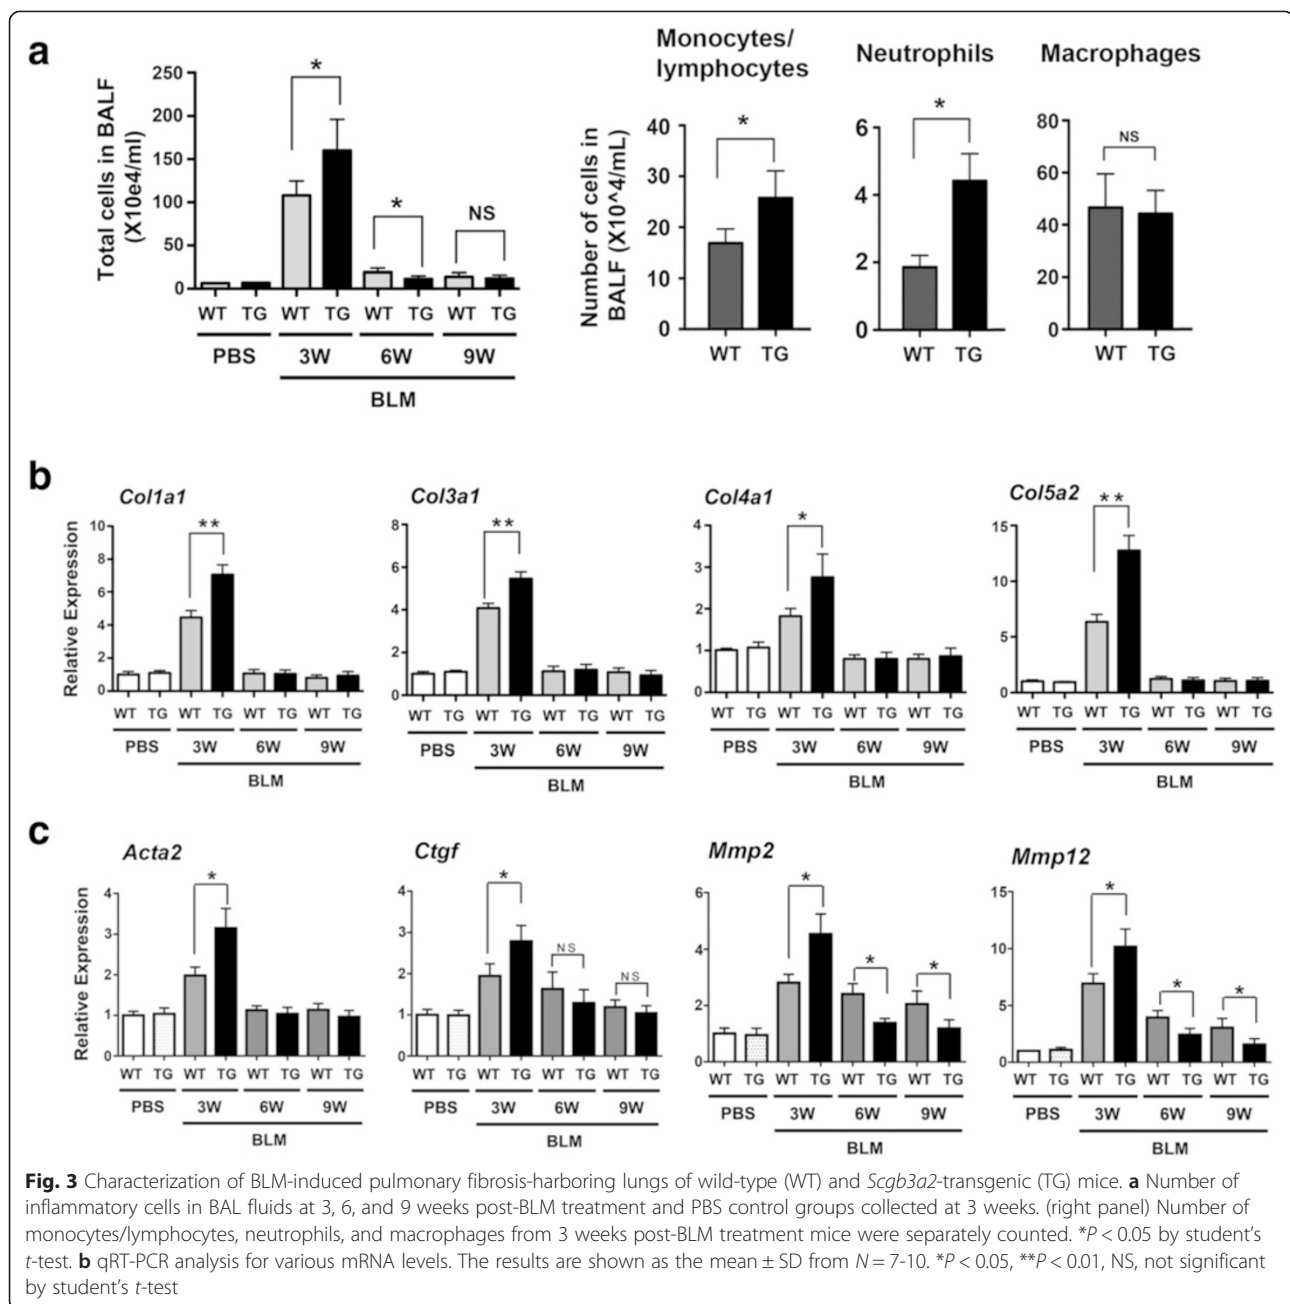 a
Total cells in BALF
(X10e4/ml)
250
200
150
100
50
0
*
*
NS
WT TG WT TG WT TG WT TG
PBS 3W 6W 9W
BLM
Monocytes/
lymphocytes
Number of cells in
BALF (X10^4/mL)
40
30
20
10
0
*
WT TG
Neutrophils
6
4
2
0
*
WT TG
Macrophages
80
60
40
20
0
NS
WT TG
b
Col1a1
Relative Expression
10
8
6
4
2
0
**
WT TG WT TG WT TG WT TG
PBS 3W 6W 9W
BLM
Col3a1
8
6
4
2
0
**
WT TG WT TG WT TG WT TG
PBS 3W 6W 9W
BLM
Col4a1
4
3
2
1
0
*
WT TG WT TG WT TG WT TG
PBS 3W 6W 9W
BLM
Col5a2
15
10
5
0
**
WT TG WT TG WT TG WT TG
PBS 3W 6W 9W
BLM
c
Acta2
Relative Expression
4
3
2
1
0
*
WT TG WT TG WT TG WT TG
PBS 3W 6W 9W
BLM
Ctgf
4
3
2
1
0
*
NS
NS
WT TG WT TG WT TG WT TG
PBS 3W 6W 9W
BLM
Mmp2
6
4
2
0
*
*
*
WT TG WT TG WT TG WT TG
PBS 3W 6W 9W
BLM
Mmp12
15
10
5
0
*
*
*
WT TG WT TG WT TG WT TG
PBS 3W 6W 9W
BLM
Fig. 3 Characterization of BLM-induced pulmonary fibrosis-harboring lungs of wild-type (WT) and Scgb3a2-transgenic (TG) mice. a Number of
inflammatory cells in BAL fluids at 3, 6, and 9 weeks post-BLM treatment and PBS control groups collected at 3 weeks. (right panel) Number of
monocytes/lymphocytes, neutrophils, and macrophages from 3 weeks post-BLM treatment mice were separately counted. *P < 0.05 by student's
t-test. b qRT-PCR analysis for various mRNA levels. The results are shown as the mean ± SD from N = 7-10. *P < 0.05, **P < 0.01, NS, not significant
by student's t-test